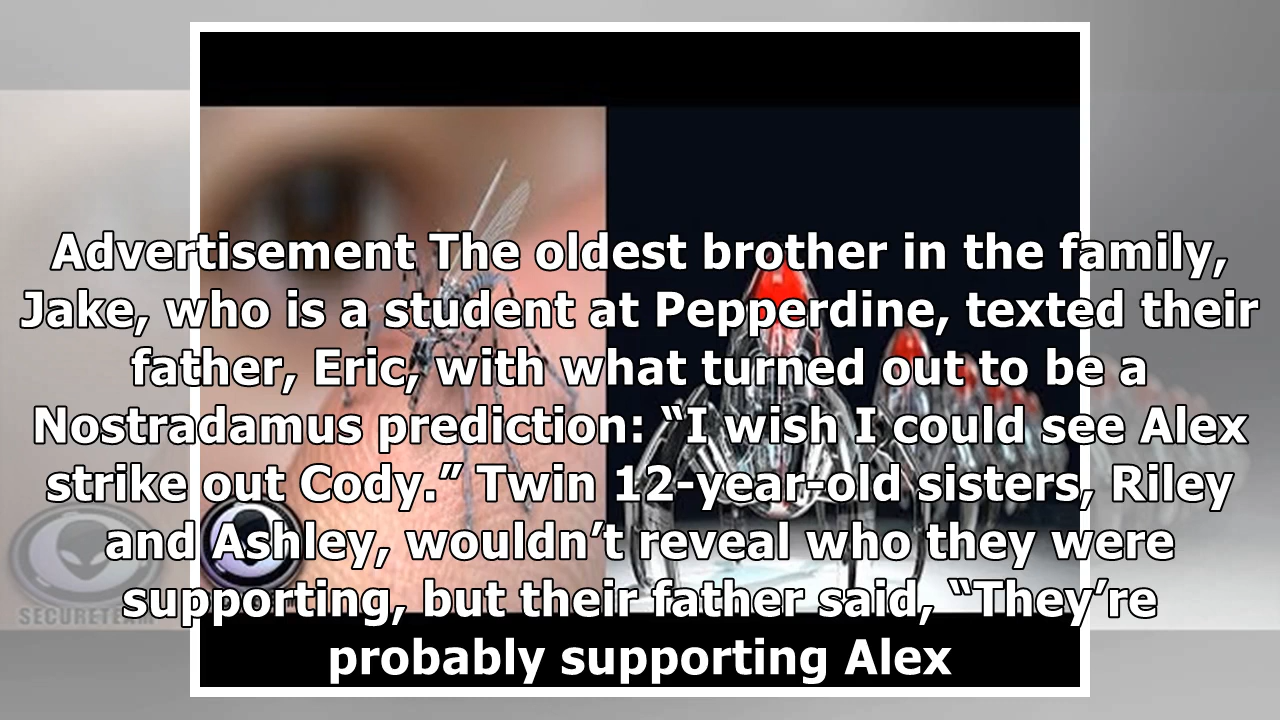 Advertisement The oldest brother in the family,
Jake, who is a student at Pepperdine, texted their
father, Eric, with what turned out to be a
Nostradamus prediction: “I wish I could see Alex
strike out Cody.” Twin 12-year-old sisters, Riley
and Ashley, wouldn’t reveal who they were
supporting, but their father said, “They’re
probably supporting Alex
SECURETEAM